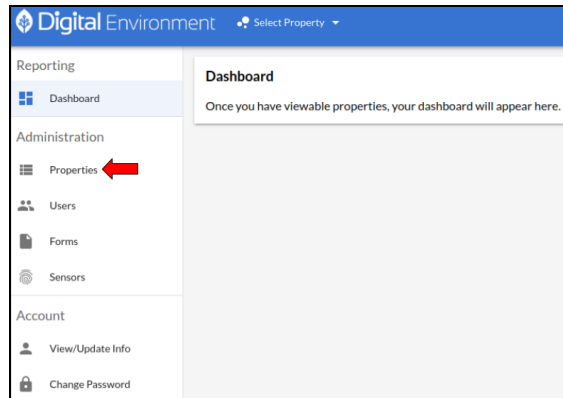 Digital Environment
Select Property
Reporting
Dashboard
Administration
Properties
Users
Forms
Sensors
Account
View/Update Info
Change Password
Dashboard
Once you have viewable properties, your dashboard will appear here.